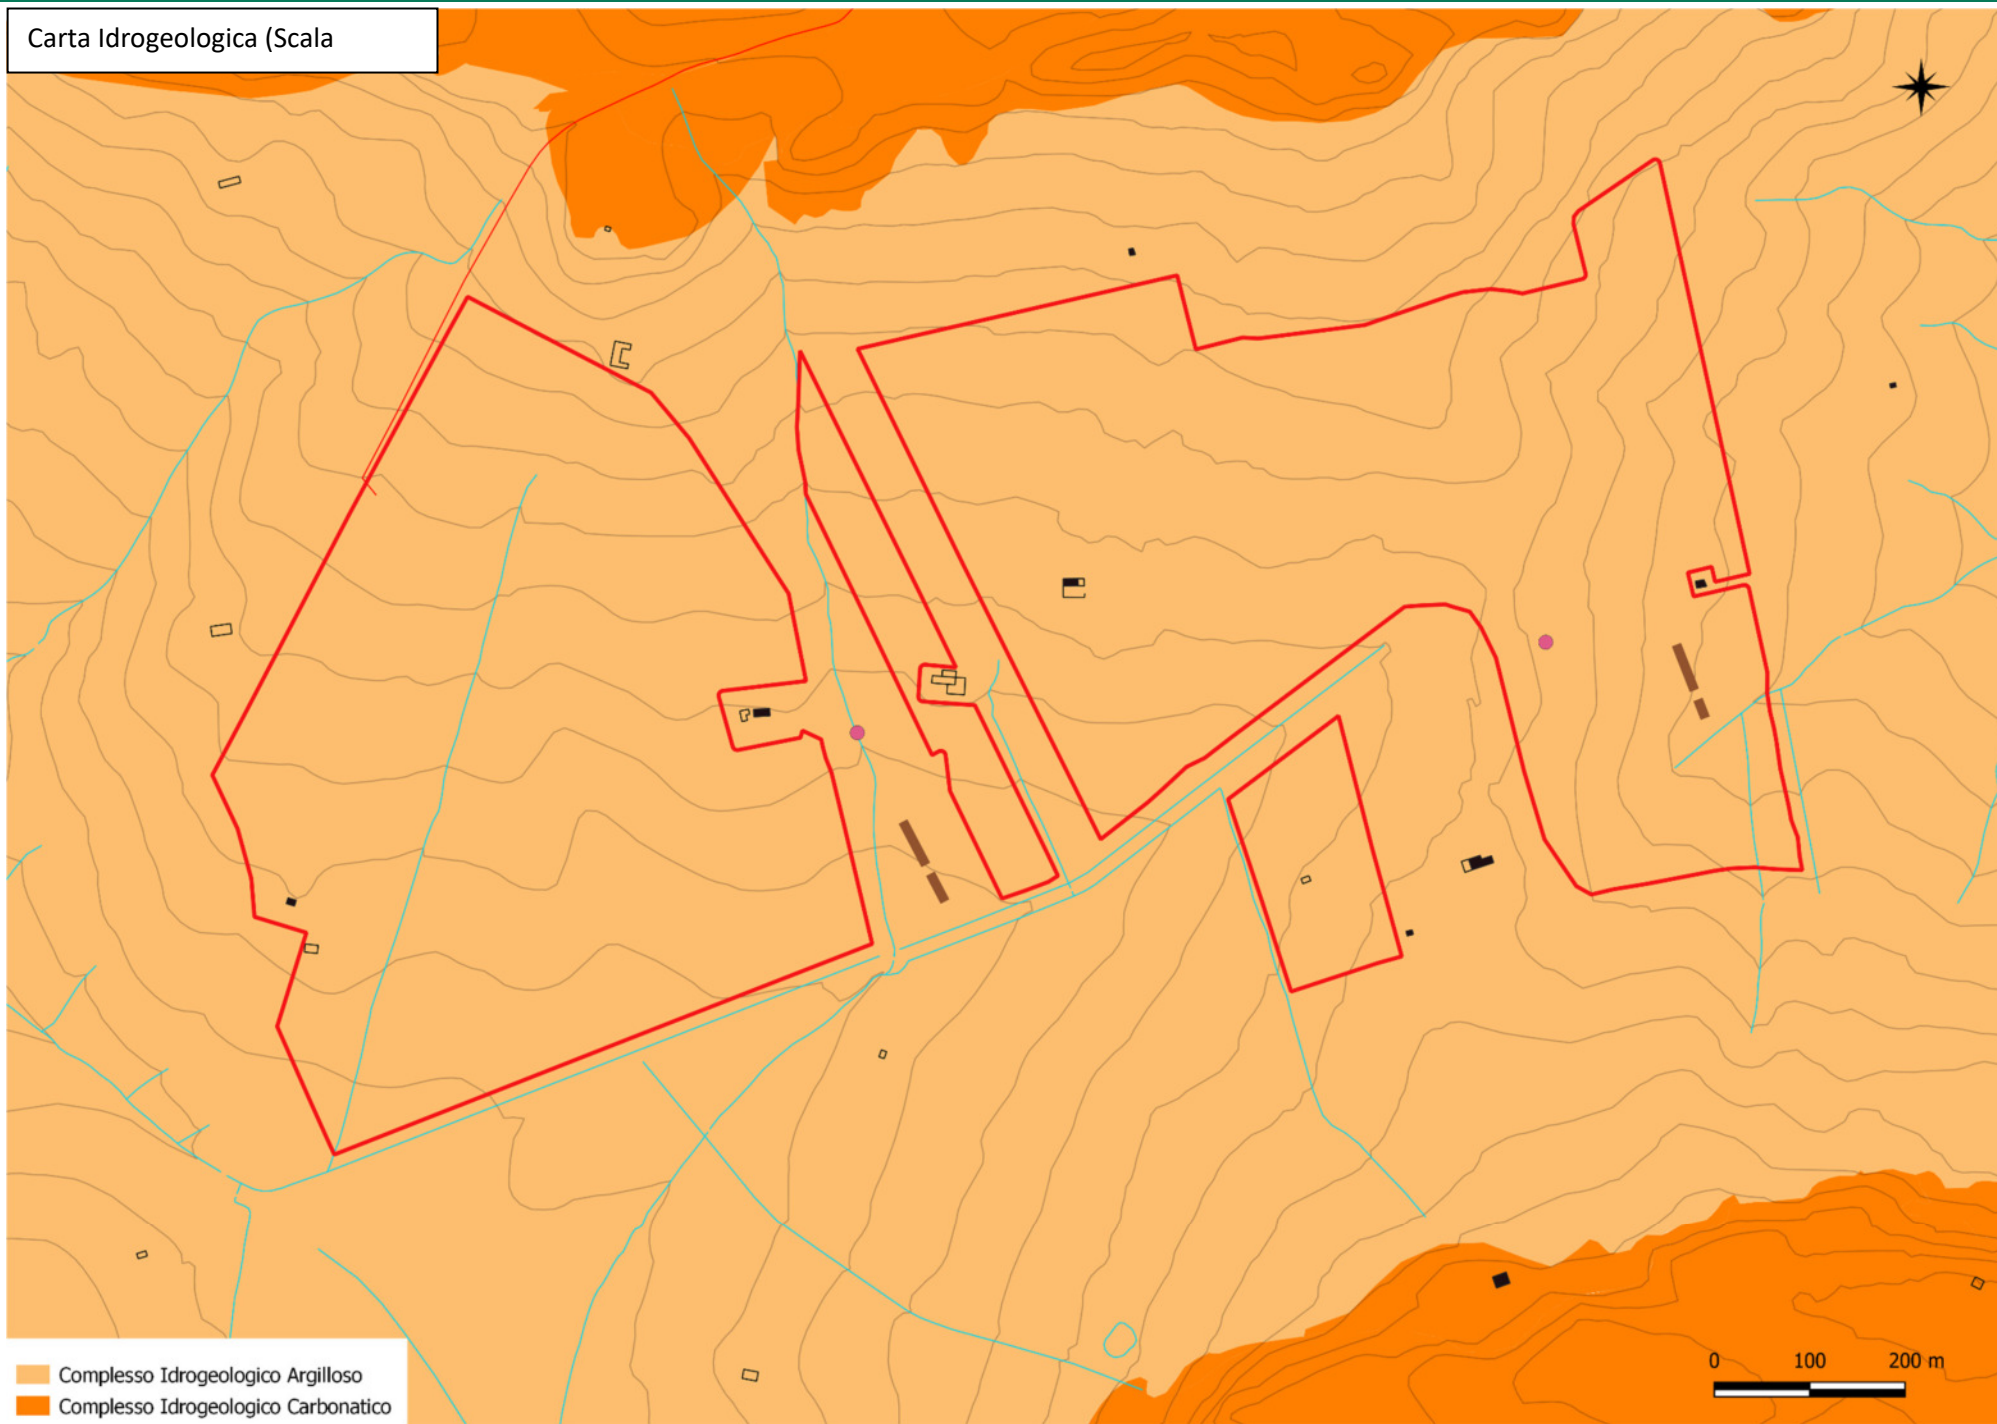 Carta Idrogeologica (Scala
0 100 200 m
Complesso Idrogeologico Argilloso
Complesso Idrogeologico Carbonatico